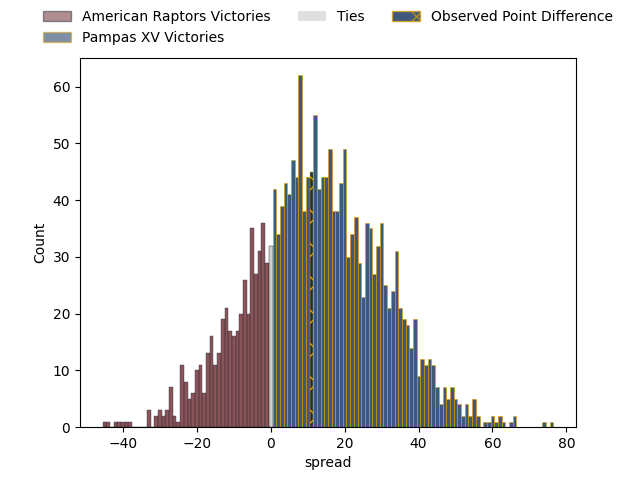 American Raptors Victories
Ties
Observed Point Difference
Pampas XV Victories
60
50
40
30
20
10
0
Count
−40
−20
0
20
40
60
80
spread